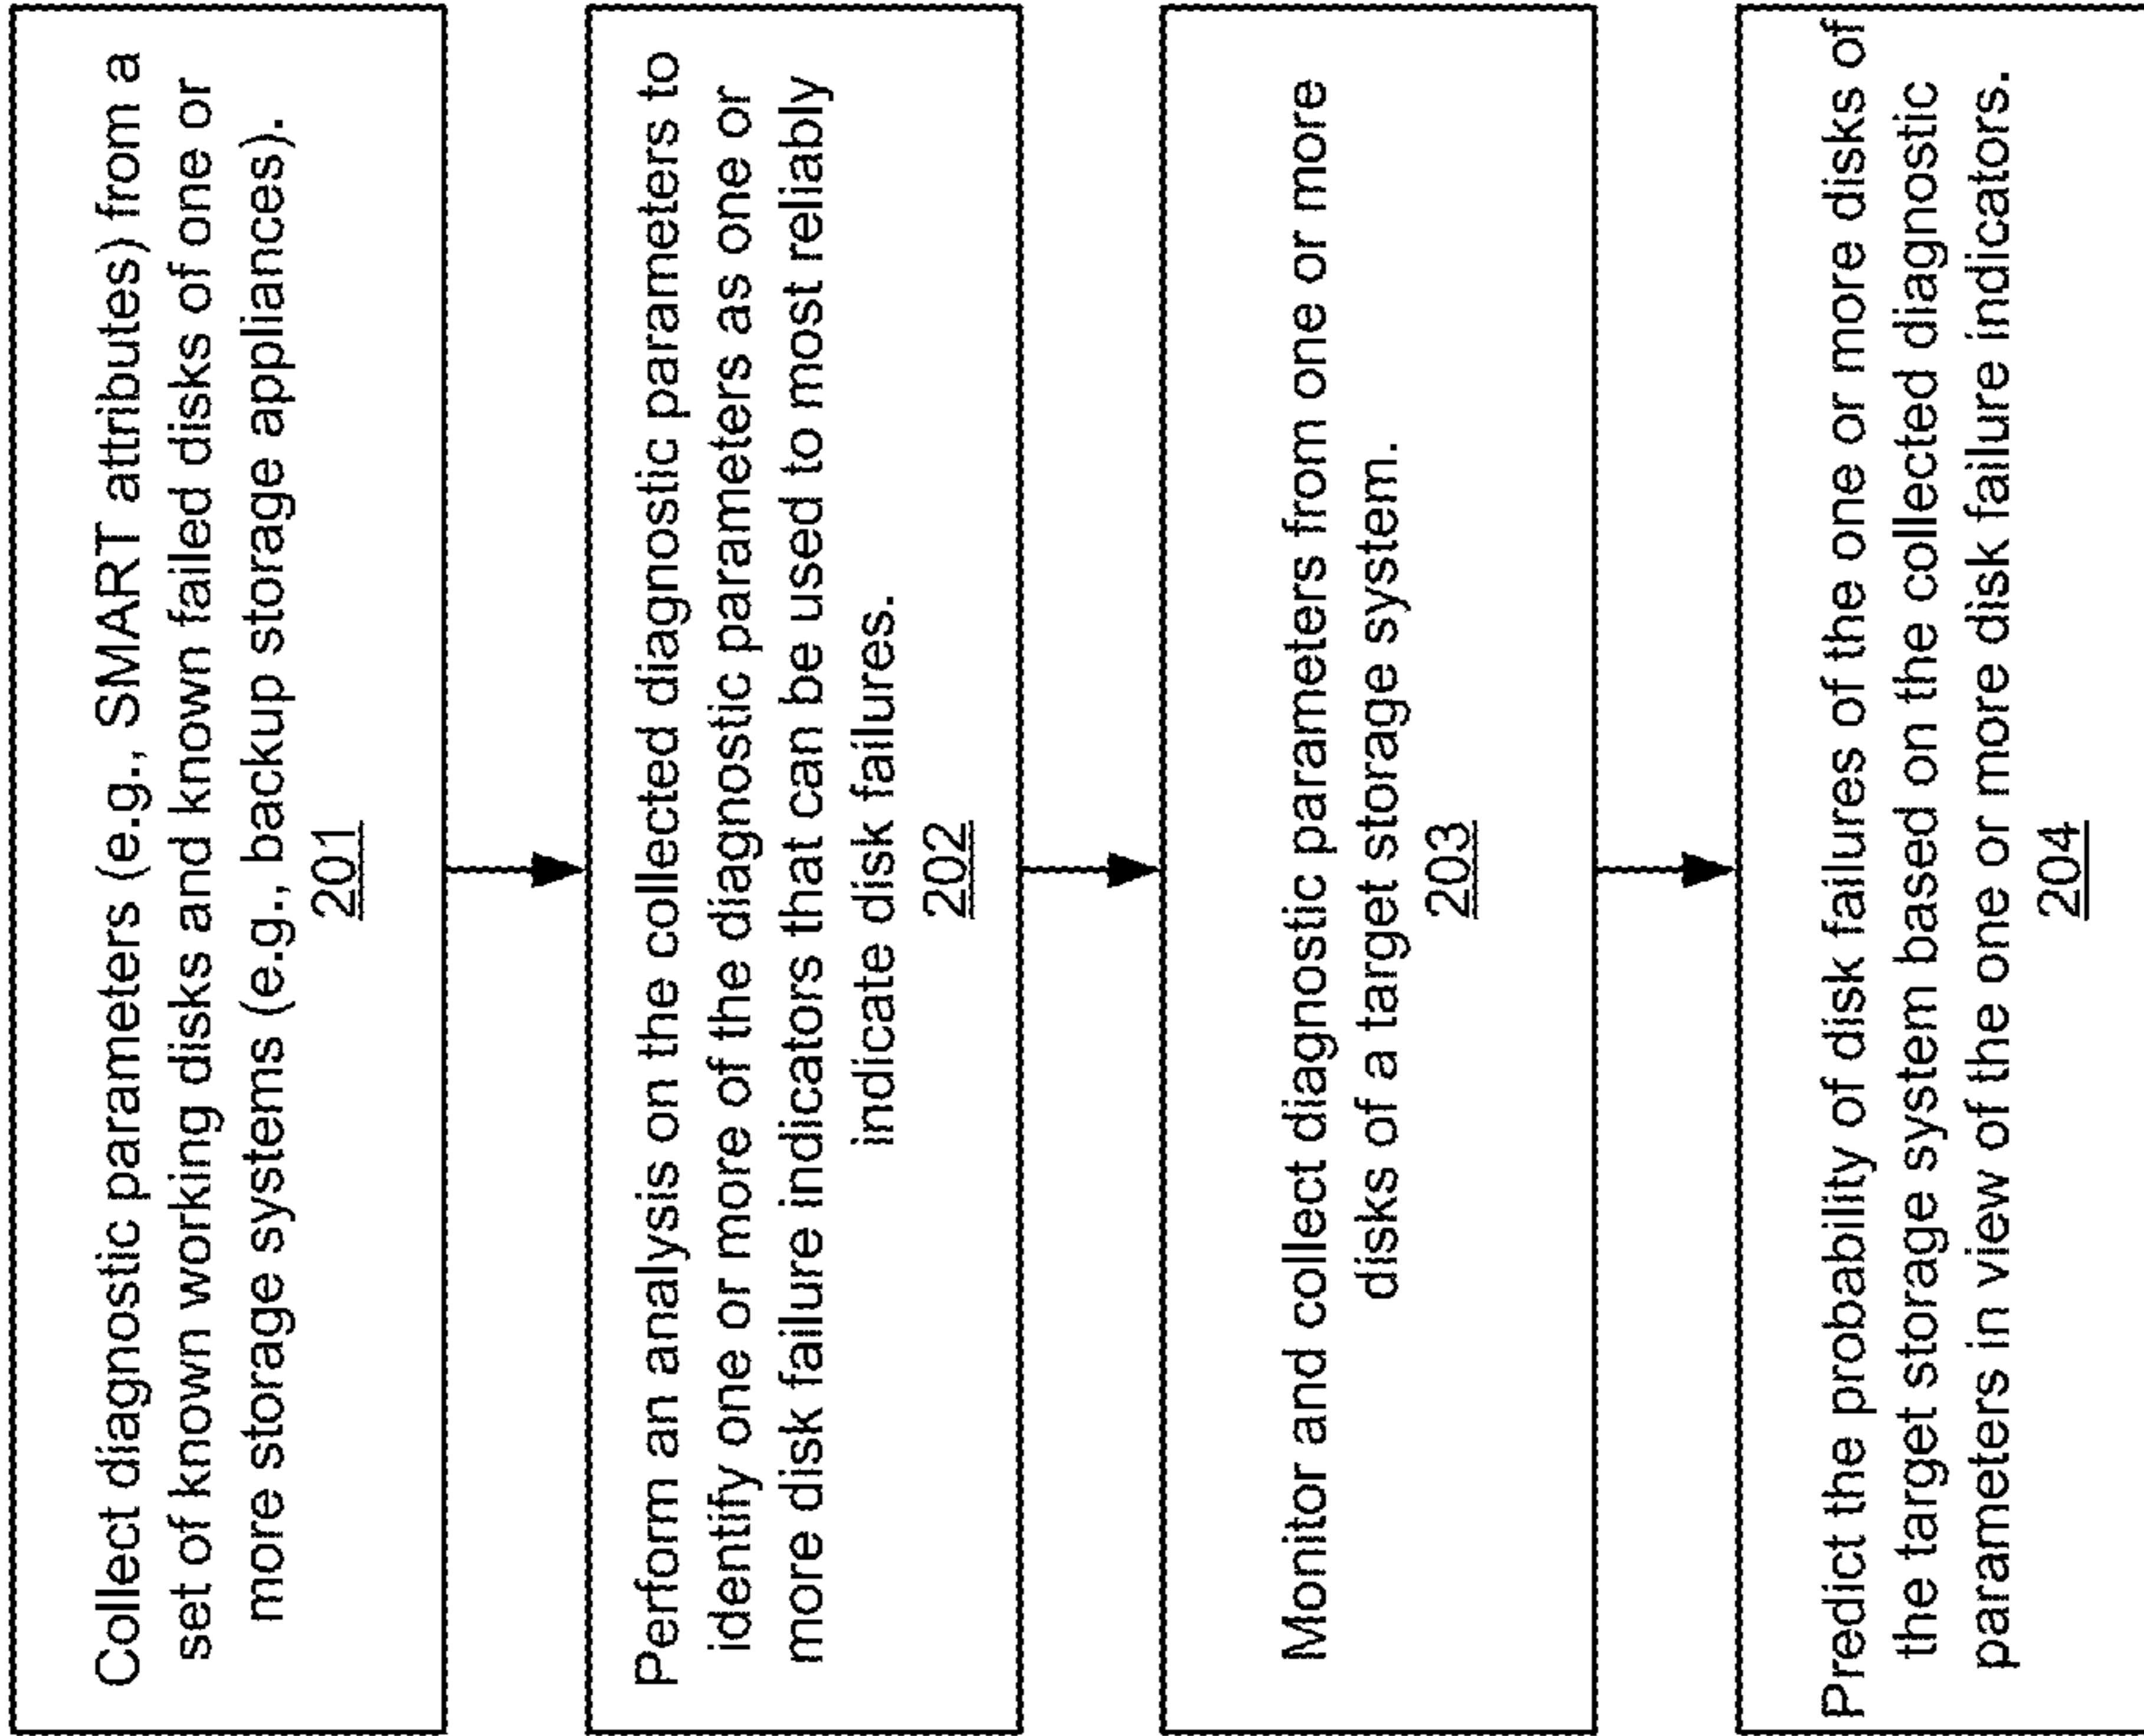 Collect diagnostic parameters (e.g., SMART attributes) from a
set of known working disks and known failed disks of one or
more storage systems (e.g., backup storage appliances).
201
Perform an analysis on the collected diagnostic parameters to
identify one or more of the diagnostic parameters as one or
more disk failure indicators that can be used to most reliably
indicate disk failures.
202
Monitor and collect diagnostic parameters from one or more
disks of a target storage system.
203
Predict the probability of disk failures of the one or more disks of
the target storage system based on the collected diagnostic
parameters in view of the one or more disk failure indicators.
204